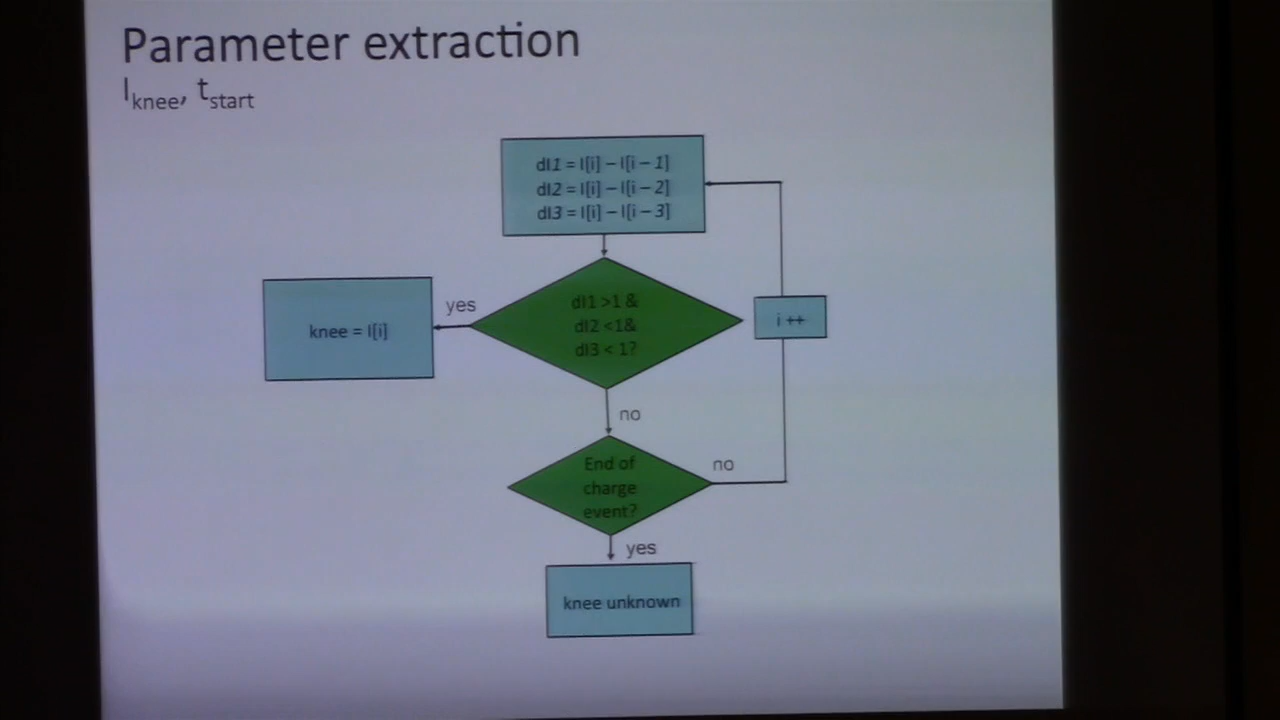 Parameter extraction
Iknee, tstart
dI1 = I[i] – I[i – 1]
dI2 = I[i] – I[i – 2]
dI3 = I[i] – I[i – 3]
yes
knee = I[i]
dI1 >1 &
dI2 <1&
dI3 < 1?
i ++
no
End of
charge
event?
no
yes
knee unknown